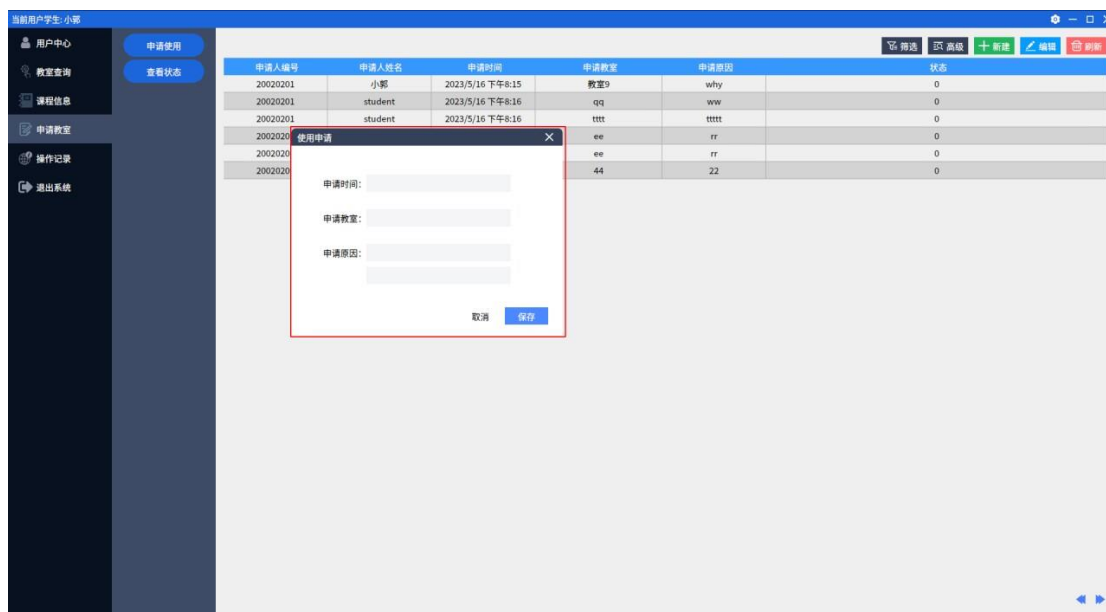 当前用户学生:小郭
用户中心
教室查询
课程信息
申请教室
操作记录
退出系统
申请使用
查看状态
筛选 高级 新建 编辑 刷新
申请人编号 申请人姓名 申请时间 申请教室 申请原因 状态
20020201 小郭 2023/5/16 下午8:15 教室9 why 0
20020201 student 2023/5/16 下午8:16 qq ww 0
20020201 student 2023/5/16 下午8:16 tttt ttttt 0
2002020 ee rr 0
2002020 ee rr 0
2002020 44 22 0
使用申请
申请时间:
申请教室:
申请原因:
取消 保存